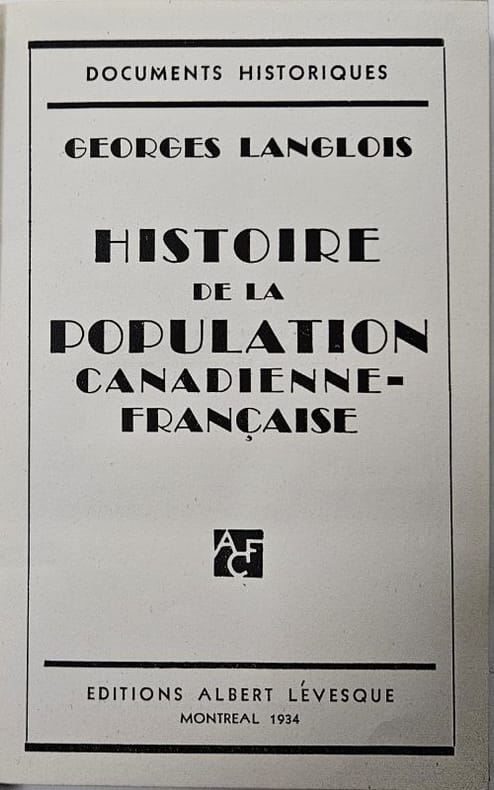 DOCUMENTS HISTORIQUES
GEORGES LANGLOIS
HISTOIRE
DE LA
POPULATION
CANADIENNE-
FRANÇAISE
ACF
EDITIONS ALBERT LÉVESQUE
MONTREAL 1934